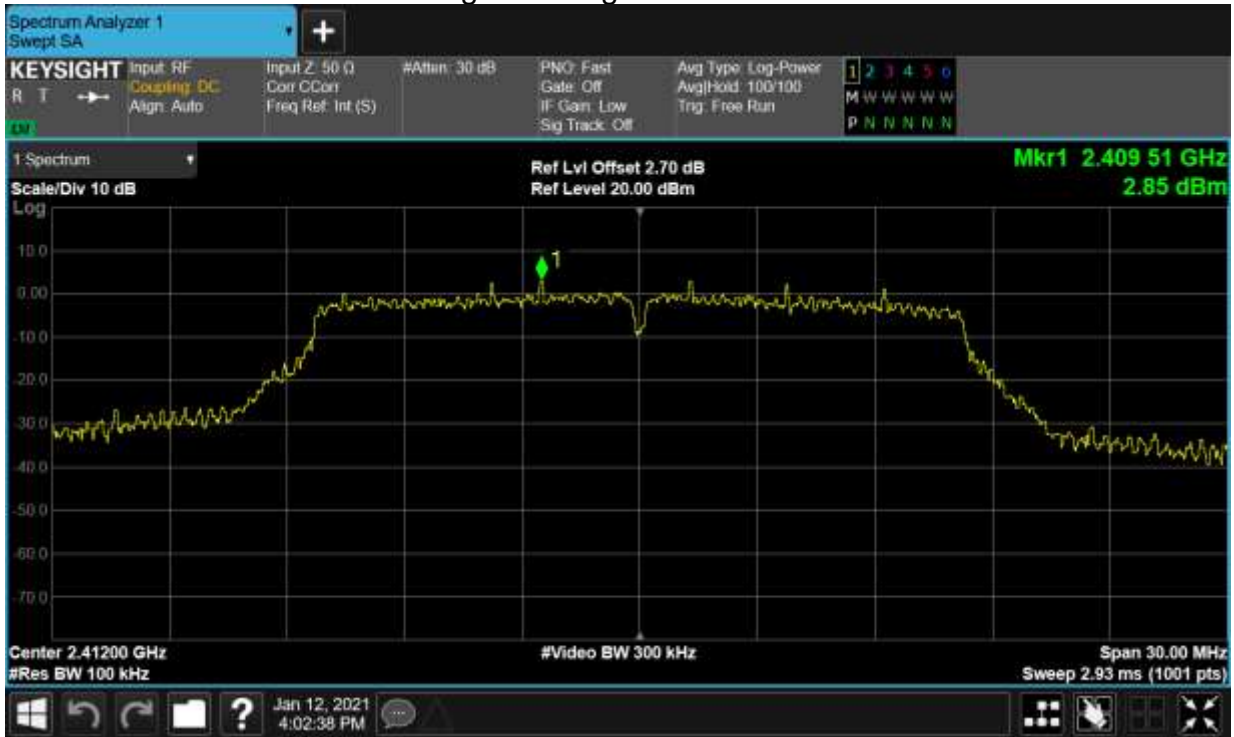 Spectrum Analyzer 1
Swept SA
+
KEYSIGHT
R T
Input: RF
Coupling: DC
Align: Auto
Input Z: 50 Ω
Corr CCorr
Freq Ref: Int (S)
#Atten: 30 dB
PNO: Fast
Gate: Off
IF Gain: Low
Sig Track: Off
Avg Type: Log-Power
Avg|Hold: 100/100
Trig: Free Run
1 2 3 4 5 6
M W W W W W
P N N N N N
1 Spectrum
Scale/Div 10 dB
Log
Ref Lvl Offset 2.70 dB
Ref Level 20.00 dBm
Mkr1 2.409 51 GHz
2.85 dBm
1
10.0
0.00
-10.0
-20.0
-30.0
-40.0
-50.0
-60.0
-70.0
Center 2.41200 GHz
#Res BW 100 kHz
#Video BW 300 kHz
Span 30.00 MHz
Sweep 2.93 ms (1001 pts)
?
Jan 12, 2021
4:02:38 PM